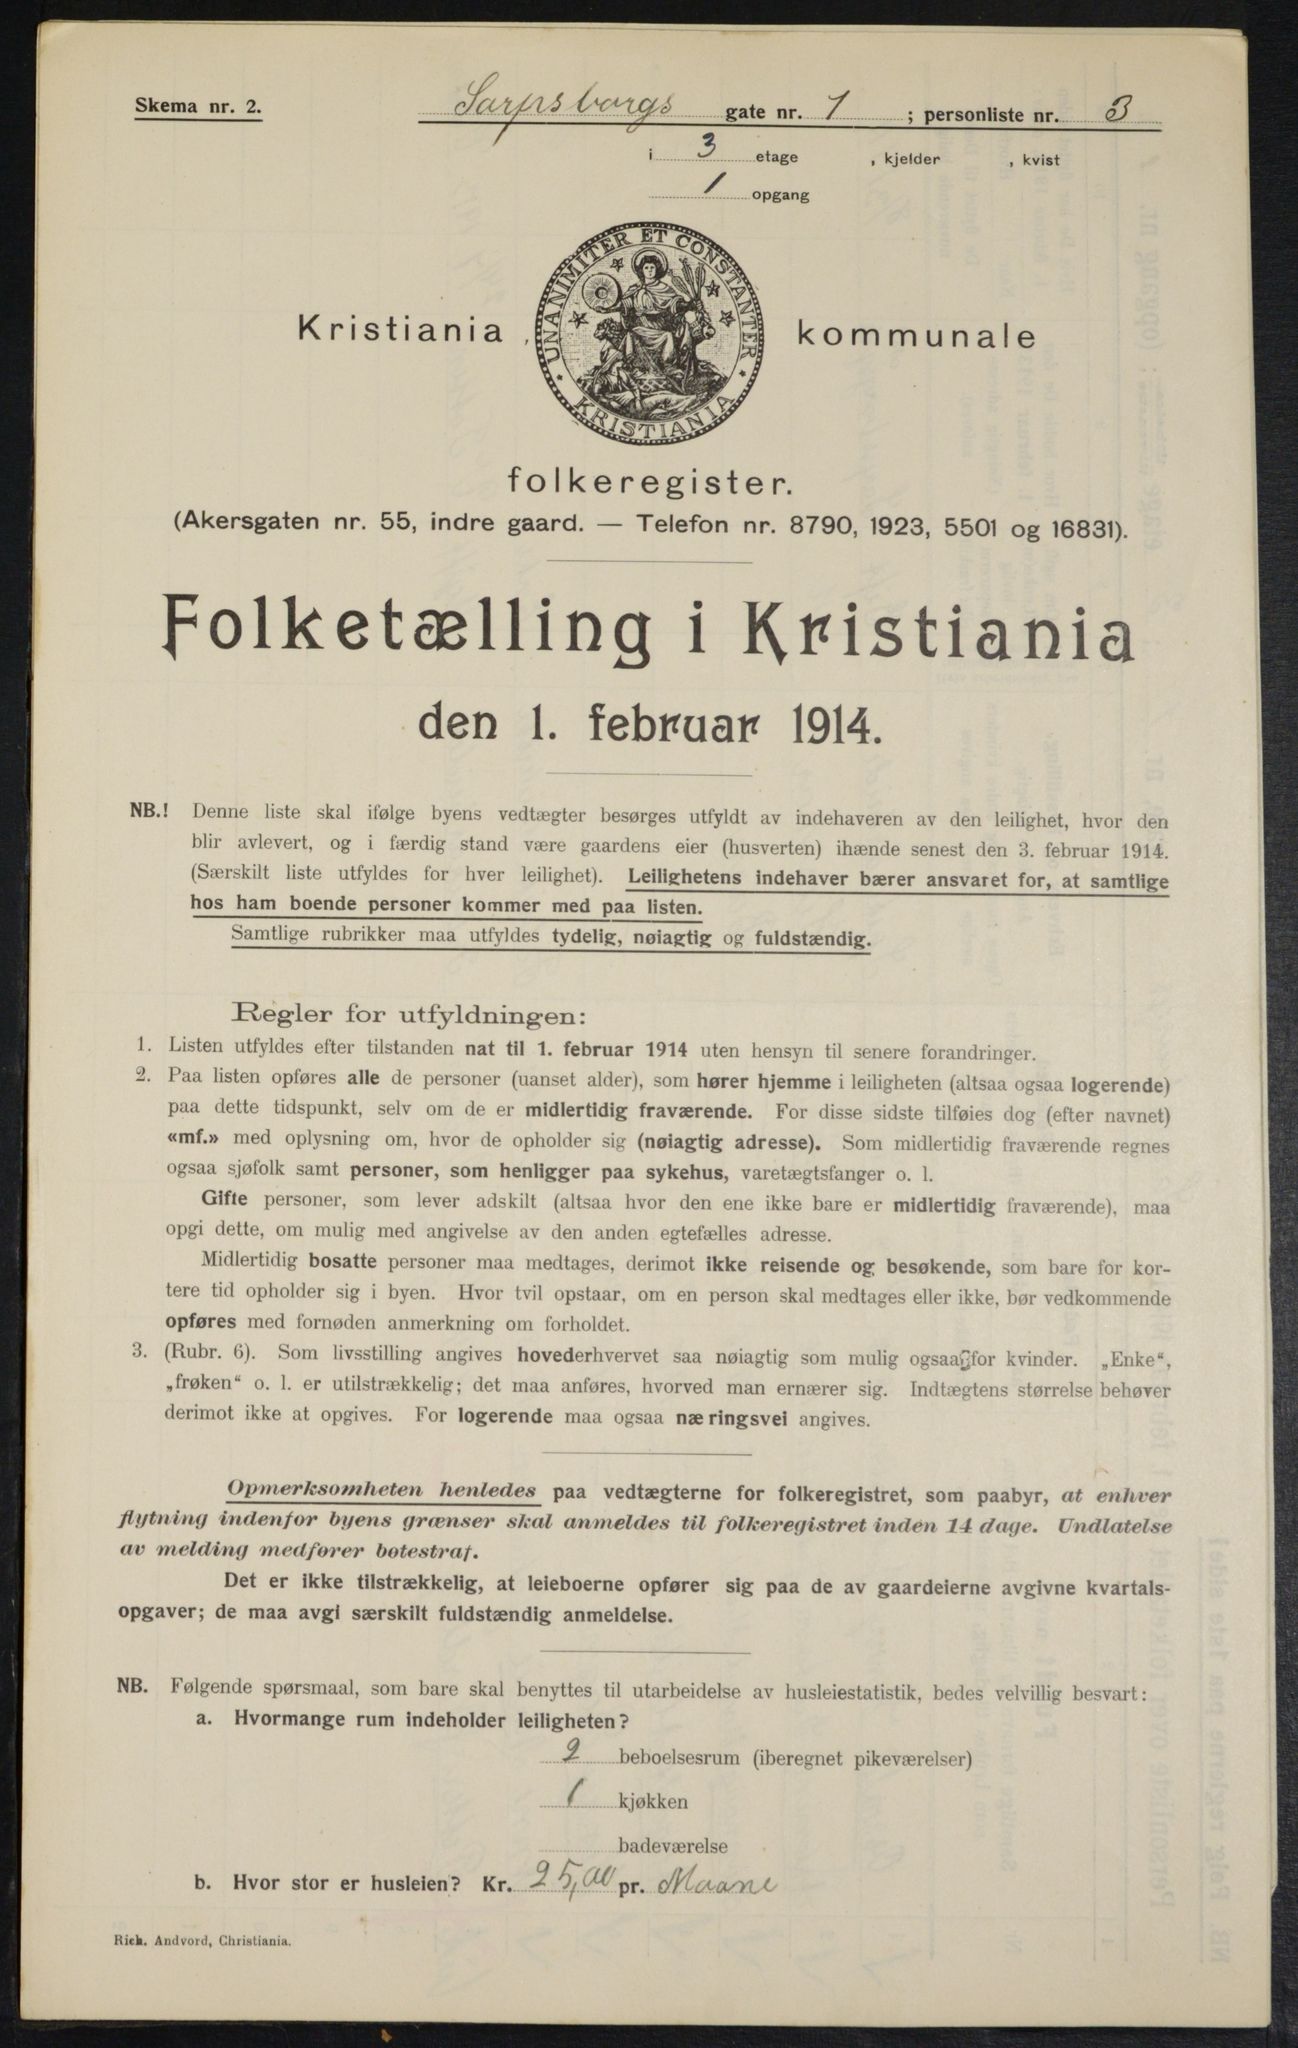 Skema nr. 2. Sarpsborgs gate nr. 1 ; personliste nr. 3
i 3 etage , kjelder , kvist
1 opgang
UNANIMITER ET CONSTANTER · KRISTIANIA ·
Kristiania kommunale
folkeregister.
(Akersgaten nr. 55, indre gaard. — Telefon nr. 8790, 1923, 5501 og 16831).
Folketælling i Kristiania
den 1. februar 1914.
NB.! Denne liste skal ifølge byens vedtægter besørges utfyldt av indehaveren av den leilighet, hvor den
blir avlevert, og i færdig stand være gaardens eier (husverten) ihænde senest den 3. februar 1914.
(Særskilt liste utfyldes for hver leilighet). Leilighetens indehaver bærer ansvaret for, at samtlige
hos ham boende personer kommer med paa listen.
Samtlige rubrikker maa utfyldes tydelig, nøiagtig og fuldstændig.
Regler for utfyldningen:
1. Listen utfyldes efter tilstanden nat til 1. februar 1914 uten hensyn til senere forandringer.
2. Paa listen opføres alle de personer (uanset alder), som hører hjemme i leiligheten (altsaa ogsaa logerende)
paa dette tidspunkt, selv om de er midlertidig fraværende. For disse sidste tilføies dog (efter navnet)
«mf.» med oplysning om, hvor de opholder sig (nøiagtig adresse). Som midlertidig fraværende regnes
ogsaa sjøfolk samt personer, som henligger paa sykehus, varetægtsfanger o. l.
Gifte personer, som lever adskilt (altsaa hvor den ene ikke bare er midlertidig fraværende), maa
opgi dette, om mulig med angivelse av den anden egtefælles adresse.
Midlertidig bosatte personer maa medtages, derimot ikke reisende og besøkende, som bare for kor-
tere tid opholder sig i byen. Hvor tvil opstaar, om en person skal medtages eller ikke, bør vedkommende
opføres med fornøden anmerkning om forholdet.
3. (Rubr. 6). Som livsstilling angives hovederhvervet saa nøiagtig som mulig ogsaa for kvinder. „Enke“,
„frøken“ o. l. er utilstrækkelig; det maa anføres, hvorved man ernærer sig. Indtægtens størrelse behøver
derimot ikke at opgives. For logerende maa ogsaa næringsvei angives.
Opmerksomheten henledes paa vedtægterne for folkeregistret, som paabyr, at enhver
flytning indenfor byens grænser skal anmeldes til folkeregistret inden 14 dage. Undlatelse
av melding medfører bøtestraf.
Det er ikke tilstrækkelig, at leieboerne opfører sig paa de av gaardeierne avgivne kvartals-
opgaver; de maa avgi særskilt fuldstændig anmeldelse.
NB. Følgende spørsmaal, som bare skal benyttes til utarbeidelse av husleiestatistik, bedes velvillig besvart:
a. Hvormange rum indeholder leiligheten?
2 beboelsesrum (iberegnet pikeværelser)
1 kjøkken
badeværelse
b. Hvor stor er husleien? Kr. 25,00 pr. Maane
Rich. Andvord, Christiania.